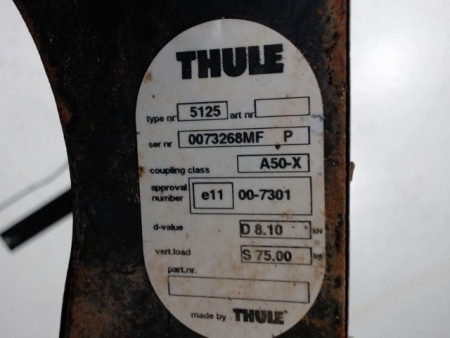 THULE
type nr 5125 art nr
ser nr 0073268MF P
coupling class A50-X
approval number e11 00-7301
d-value D 8.10 kN
vert.load S 75.00 kg
part.nr.
made by THULE